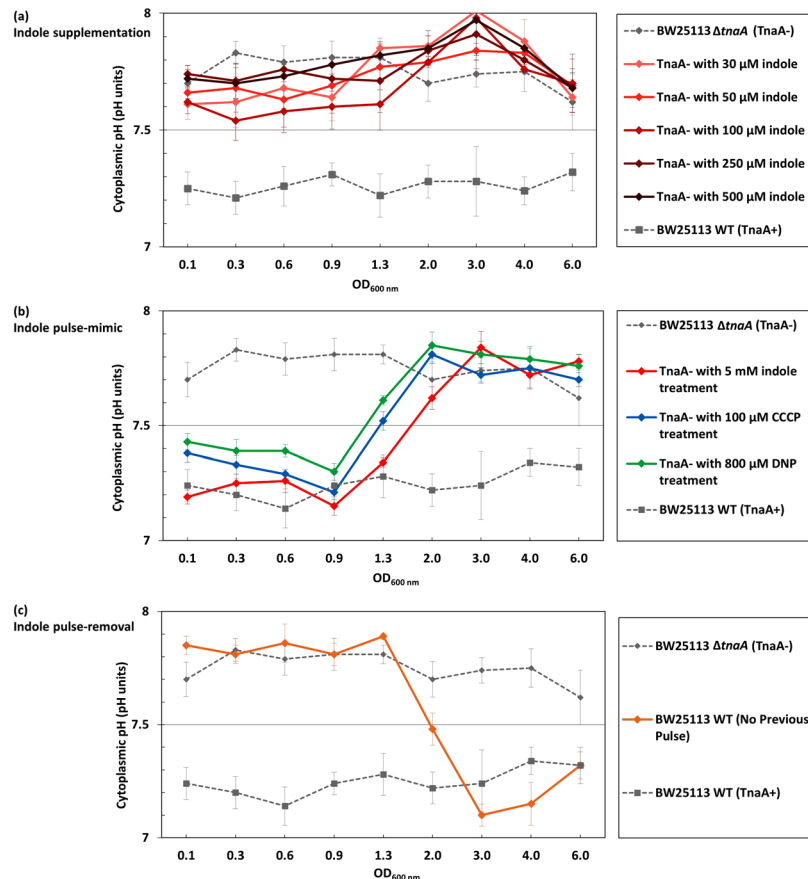 (a)
Indole supplementation
Cytoplasmic pH (pH units)
8
7.5
7
0.1 0.3 0.6 0.9 1.3 2.0 3.0 4.0 6.0
OD600 nm
BW25113 ΔtnaA (TnaA-)
TnaA- with 30 µM indole
TnaA- with 50 µM indole
TnaA- with 100 µM indole
TnaA- with 250 µM indole
TnaA- with 500 µM indole
BW25113 WT (TnaA+)
(b)
Indole pulse-mimic
Cytoplasmic pH (pH units)
8
7.5
7
0.1 0.3 0.6 0.9 1.3 2.0 3.0 4.0 6.0
OD600 nm
BW25113 ΔtnaA (TnaA-)
TnaA- with 5 mM indole
treatment
TnaA- with 100 µM CCCP
treatment
TnaA- with 800 µM DNP
treatment
BW25113 WT (TnaA+)
(c)
Indole pulse-removal
Cytoplasmic pH (pH units)
8
7.5
7
0.1 0.3 0.6 0.9 1.3 2.0 3.0 4.0 6.0
OD600 nm
BW25113 ΔtnaA (TnaA-)
BW25113 WT (No Previous
Pulse)
BW25113 WT (TnaA+)